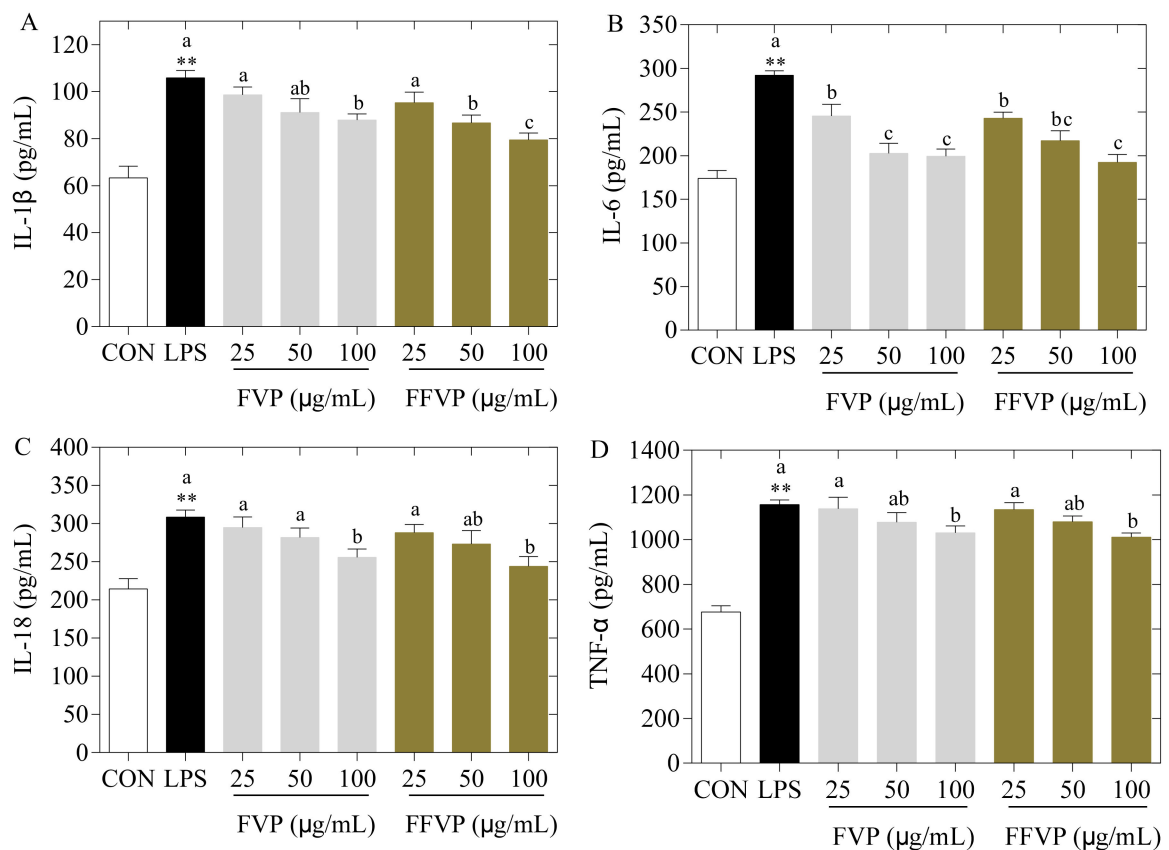 A
IL-1β (pg/mL)
120
100
80
60
40
20
0
a
**
a
ab
b
a
b
c
CON LPS 25 50 100 25 50 100
FVP (μg/mL) FFVP (μg/mL)
B
IL-6 (pg/mL)
350
300
250
200
150
100
50
0
a
**
b
c
c
b
bc
c
CON LPS 25 50 100 25 50 100
FVP (μg/mL) FFVP (μg/mL)
C
IL-18 (pg/mL)
400
350
300
250
200
150
100
50
0
a
**
a
a
b
a
ab
b
CON LPS 25 50 100 25 50 100
FVP (μg/mL) FFVP (μg/mL)
D
TNF-α (pg/mL)
1400
1200
1000
800
600
400
200
0
a
**
a
ab
b
a
ab
b
CON LPS 25 50 100 25 50 100
FVP (μg/mL) FFVP (μg/mL)